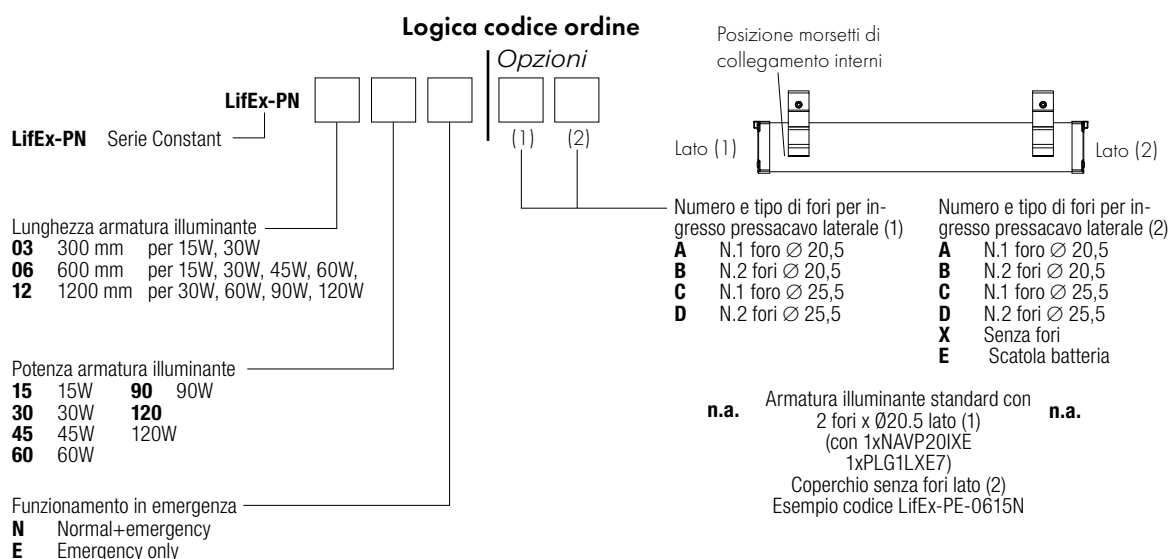 Logica codice ordine
Opzioni
LifEx-PN
LifEx-PN Serie Constant
(1) (2)
Posizione morsetti di
collegamento interni
Lato (1)
Lato (2)
Lunghezza armatura illuminante
03 300 mm per 15W, 30W
06 600 mm per 15W, 30W, 45W, 60W,
12 1200 mm per 30W, 60W, 90W, 120W
Potenza armatura illuminante
15 15W 90 90W
30 30W 120
45 45W 120W
60 60W
Funzionamento in emergenza
N Normal+emergency
E Emergency only
Numero e tipo di fori per in-
gresso pressacavo laterale (1)
A N.1 foro ∅ 20,5
B N.2 fori ∅ 20,5
C N.1 foro ∅ 25,5
D N.2 fori ∅ 25,5
Numero e tipo di fori per in-
gresso pressacavo laterale (2)
A N.1 foro ∅ 20,5
B N.2 fori ∅ 20,5
C N.1 foro ∅ 25,5
D N.2 fori ∅ 25,5
X Senza fori
E Scatola batteria
n.a. Armatura illuminante standard con n.a.
2 fori x Ø20.5 lato (1)
(con 1xNAVP20IXE
1xPLG1LXE7)
Coperchio senza fori lato (2)
Esempio codice LifEx-PE-0615N